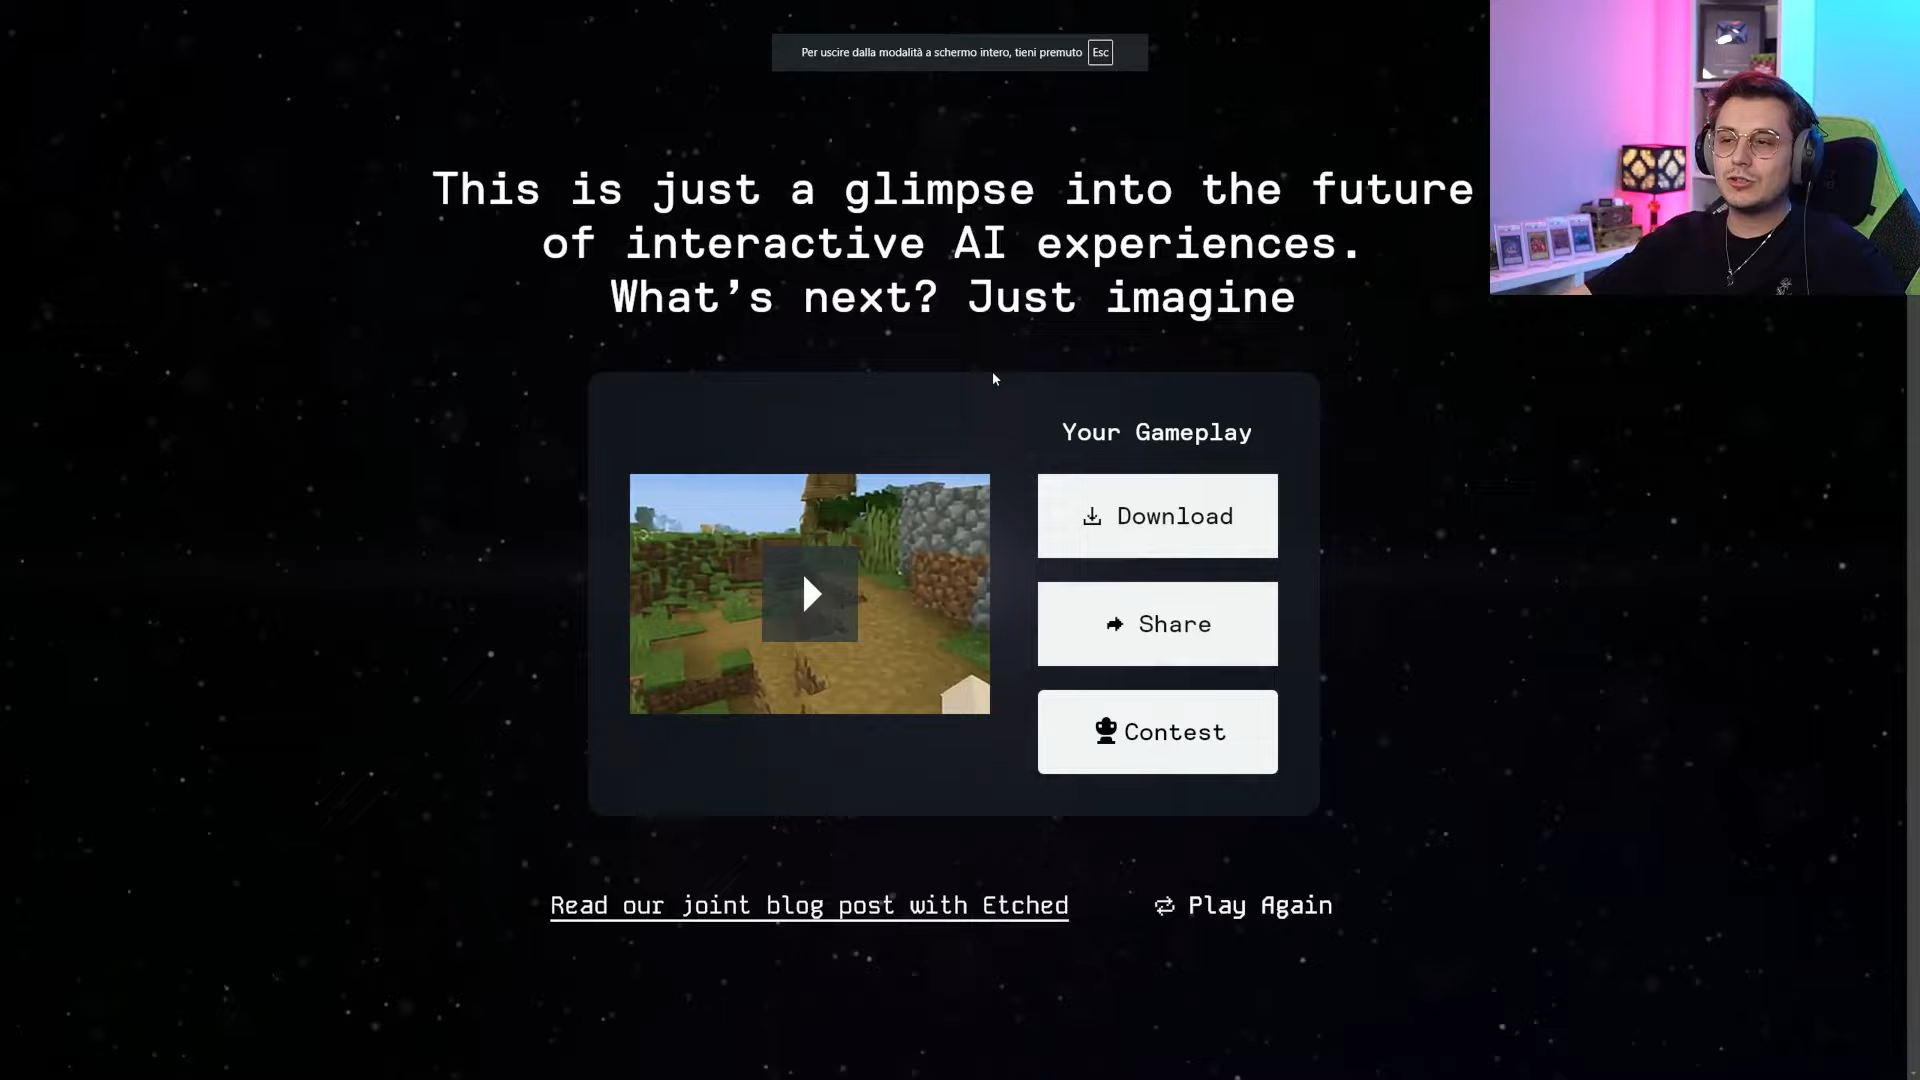 Per uscire dalla modalità a schermo intero, tieni premuto Esc
This is just a glimpse into the future
of interactive AI experiences.
What’s next? Just imagine
Your Gameplay
Download
Share
Contest
Read our joint blog post with Etched
Play Again